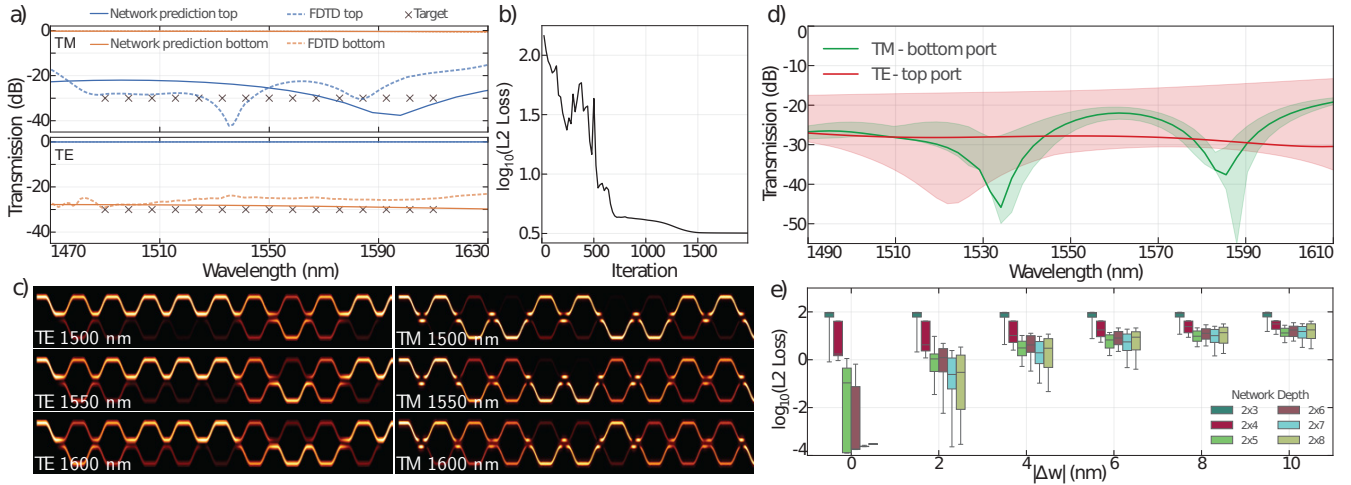 a)
Network prediction top
FDTD top
Target
TM
Network prediction bottom
FDTD bottom
0
-20
-40
TE
0
-20
-40
Transmission (dB)
1470
1510
1550
1590
1630
Wavelength (nm)
b)
2.0
1.5
1.0
0.5
log10(L2 Loss)
0
500
1000
1500
Iteration
c)
TE 1500 nm
TM 1500 nm
TE 1550 nm
TM 1550 nm
TE 1600 nm
TM 1600 nm
d)
TM - bottom port
TE - top port
0
-10
-20
-30
-40
-50
Transmission (dB)
1490
1510
1530
1550
1570
1590
1610
Wavelength (nm)
e)
2
0
-2
-4
log10(L2 Loss)
Network Depth
2x3
2x6
2x4
2x7
2x5
2x8
0
2
4
6
8
10
|Δw| (nm)